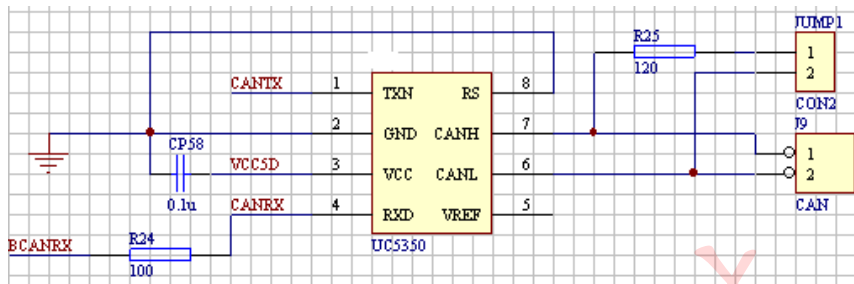 JUMP1
R25
120
1
2
CON2
CANTX
1
TXN
RS
8
2
GND
CANH
7
J9
1
2
CAN
CP58
0.1u
VCC5D
3
VCC
CANL
6
CANRX
4
RXD
VREF
5
UC5350
BCANRX
R24
100